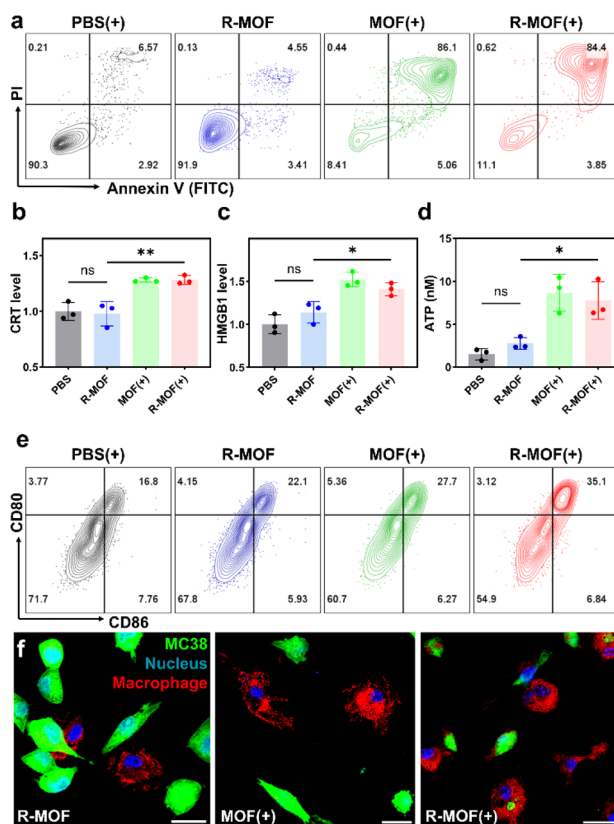 a
PBS(+) R-MOF MOF(+) R-MOF(+)
0.21 6.57 0.13 4.55 0.44 86.1 0.62 84.4
PI
90.3 2.92 91.9 3.41 8.41 5.06 11.1 3.85
Annexin V (FITC)
b c d
CRT level
1.5
1.0
0.5
ns **
PBS R-MOF MOF(+) R-MOF(+)
HMGB1 level
1.5
1.0
0.5
ns *
PBS R-MOF MOF(+) R-MOF(+)
ATP (nM)
15
10
5
0
ns *
PBS R-MOF MOF(+) R-MOF(+)
e
PBS(+) R-MOF MOF(+) R-MOF(+)
3.77 16.8 4.15 22.1 5.36 27.7 3.12 35.1
CD80
71.7 7.76 67.8 5.93 60.7 6.27 54.9 6.84
CD86
f
MC38
Nucleus
Macrophage
R-MOF MOF(+) R-MOF(+)